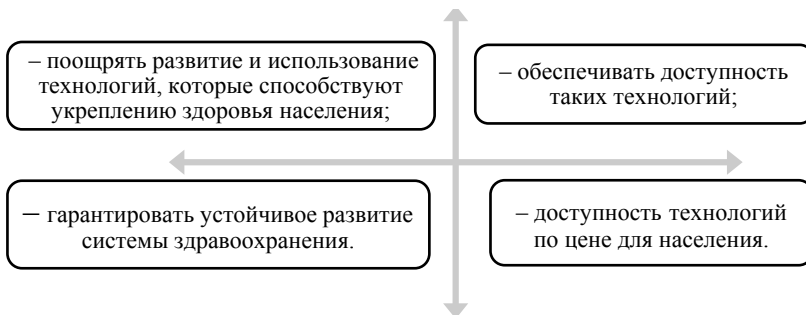 – поощрять развитие и использование
технологий, которые способствуют
укреплению здоровья населения;
– обеспечивать доступность
таких технологий;
– гарантировать устойчивое развитие
системы здравоохранения.
– доступность технологий
по цене для населения.